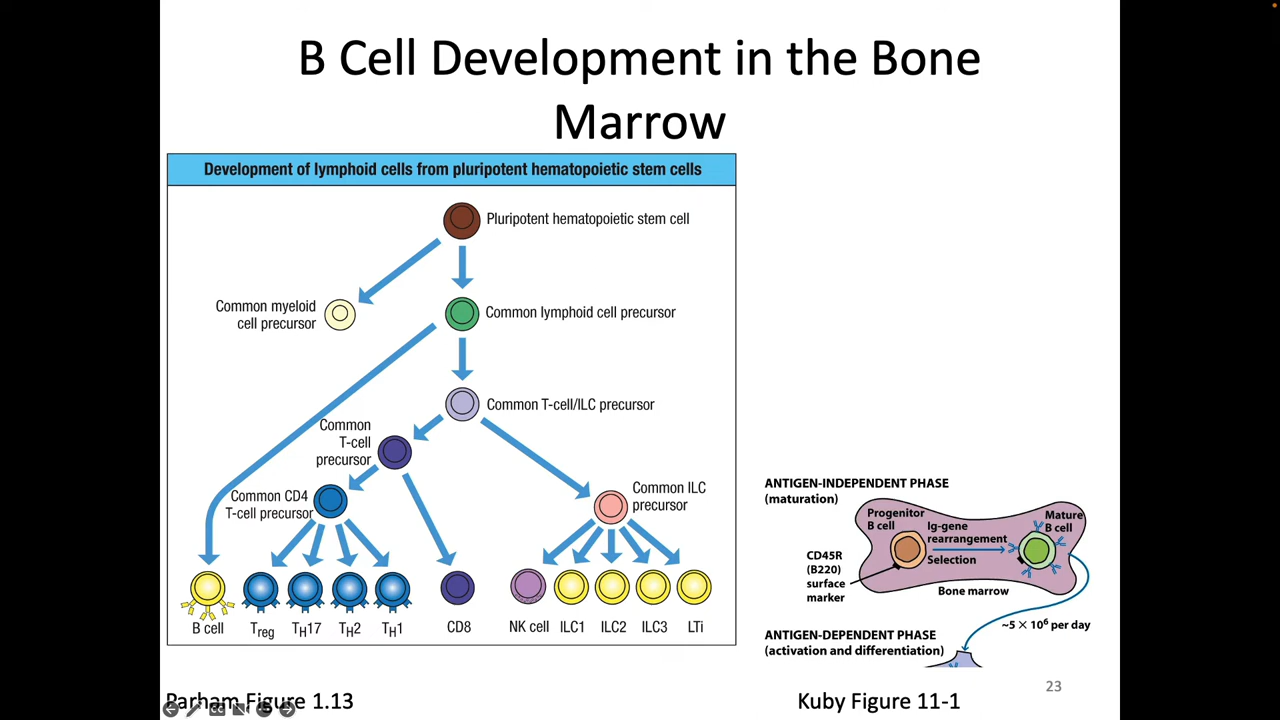 B Cell Development in the Bone
Marrow
Development of lymphoid cells from pluripotent hematopoietic stem cells
Pluripotent hematopoietic stem cell
Common myeloid
cell precursor
Common lymphoid cell precursor
Common T-cell/ILC precursor
Common
T-cell
precursor
Common CD4
T-cell precursor
Common ILC
precursor
B cell
Treg
TH17
TH2
TH1
CD8
NK cell
ILC1
ILC2
ILC3
LTi
ANTIGEN-INDEPENDENT PHASE
(maturation)
Progenitor
B cell
Ig-gene
rearrangement
Selection
Mature
B cell
CD45R
(B220)
surface
marker
Bone marrow
~5 × 10⁶ per day
ANTIGEN-DEPENDENT PHASE
(activation and differentiation)
Parham Figure 1.13
Kuby Figure 11-1
23